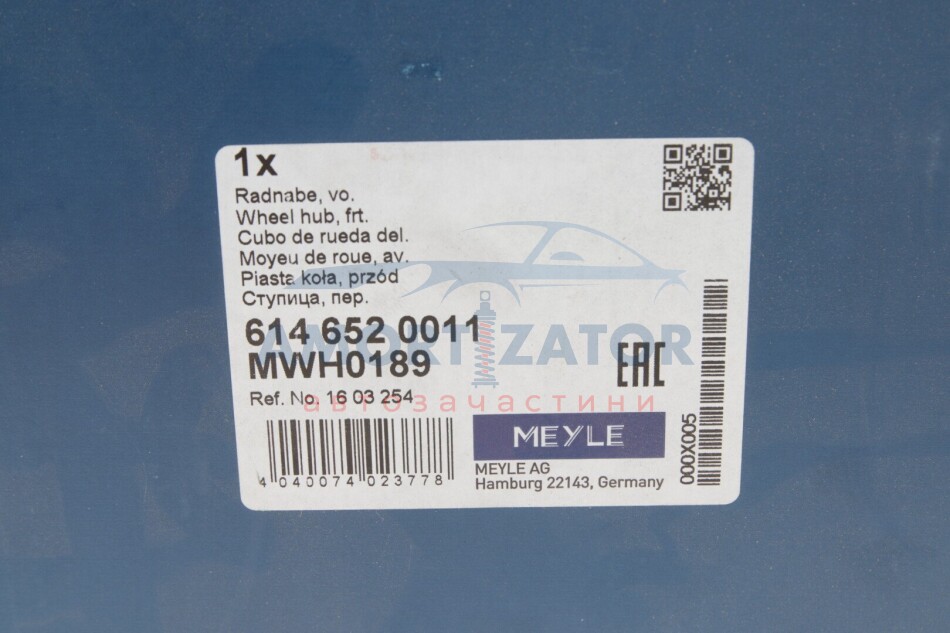 1x
Radnabe, vo.
Wheel hub, frt.
Cubo de rueda del.
Moyeu de roue, av.
Piasta koła, przód
Ступица, пер.
614 652 0011
MWH0189
Ref. No. 16 03 254
AMORTIZATOR
автозапчастини
EAC
MEYLE
MEYLE AG
Hamburg 22143, Germany
4 040074 023778
000X005